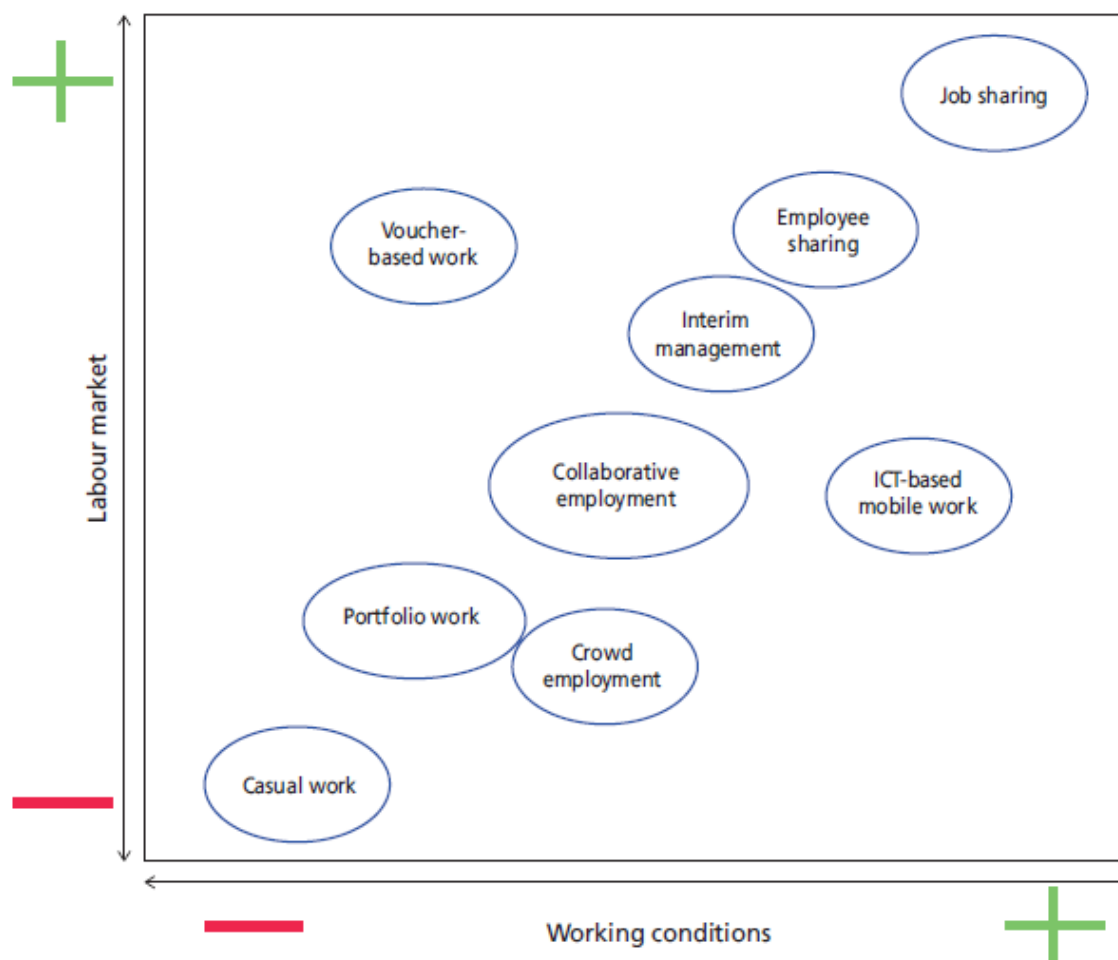 Job sharing
Employee
sharing
Voucher-
based work
Interim
management
Labour market
Collaborative
employment
ICT-based
mobile work
Portfolio work
Crowd
employment
Casual work
Working conditions